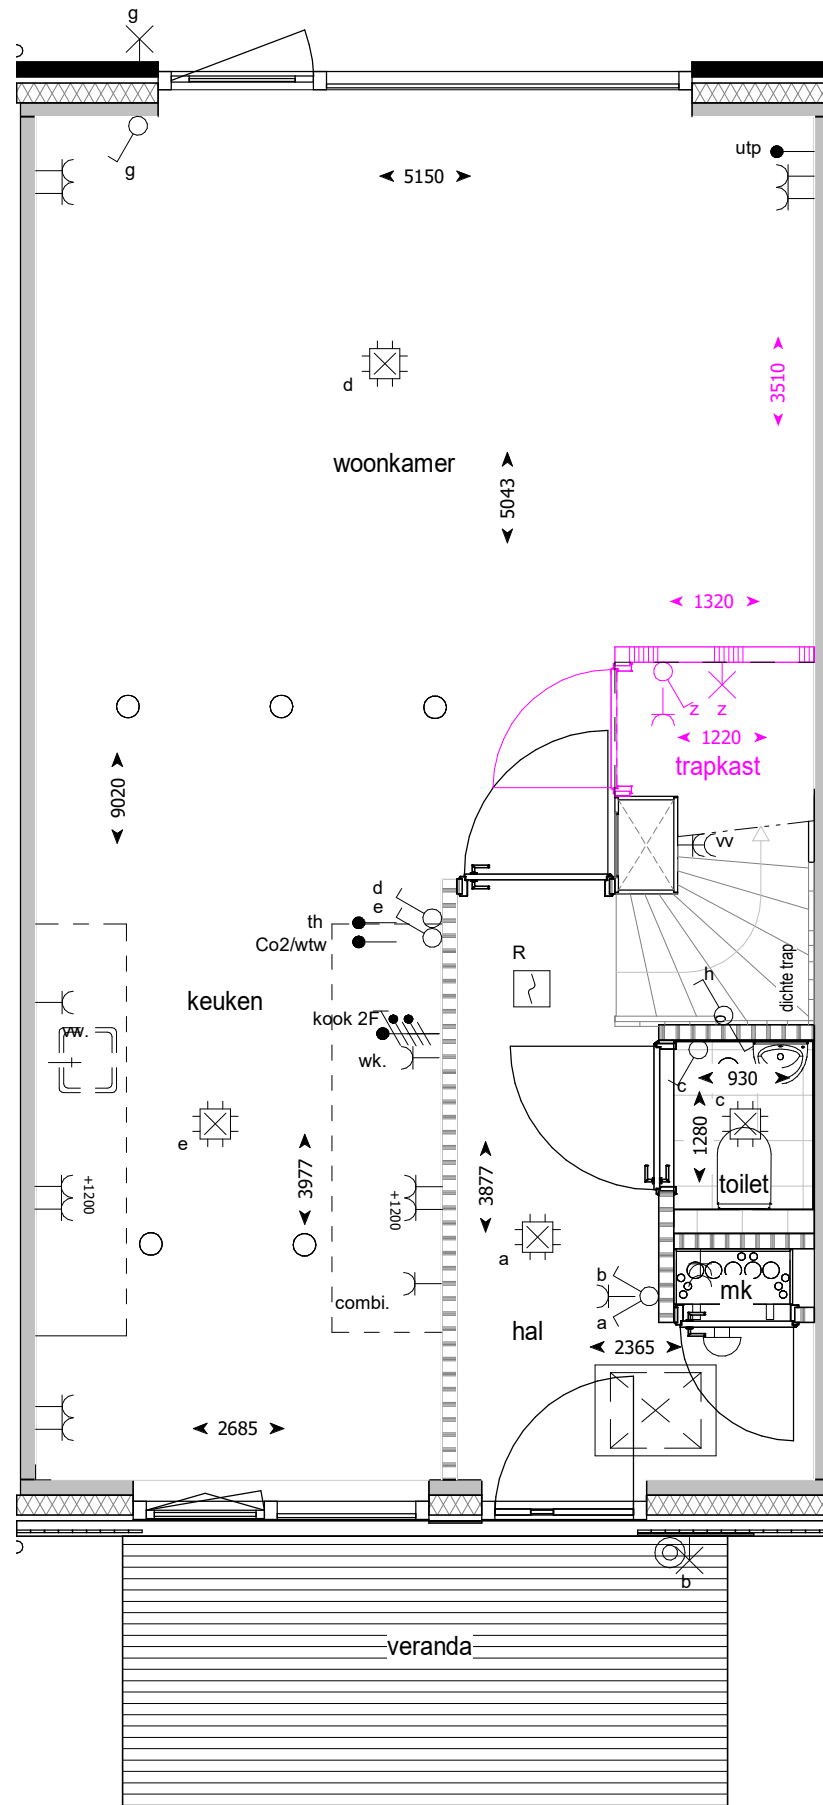 g
g
utp
5150
3510
d
woonkamer
5043
1320
z
z
1220
trapkast
9020
vv
d
e
th
Co2/wtw
R
h
dichte trap
keuken
kook 2F
vw.
wk.
930
c
c
e
1280
3977
3877
toilet
+1200
+1200
a
b
mk
combi.
a
hal
2365
2685
b
veranda